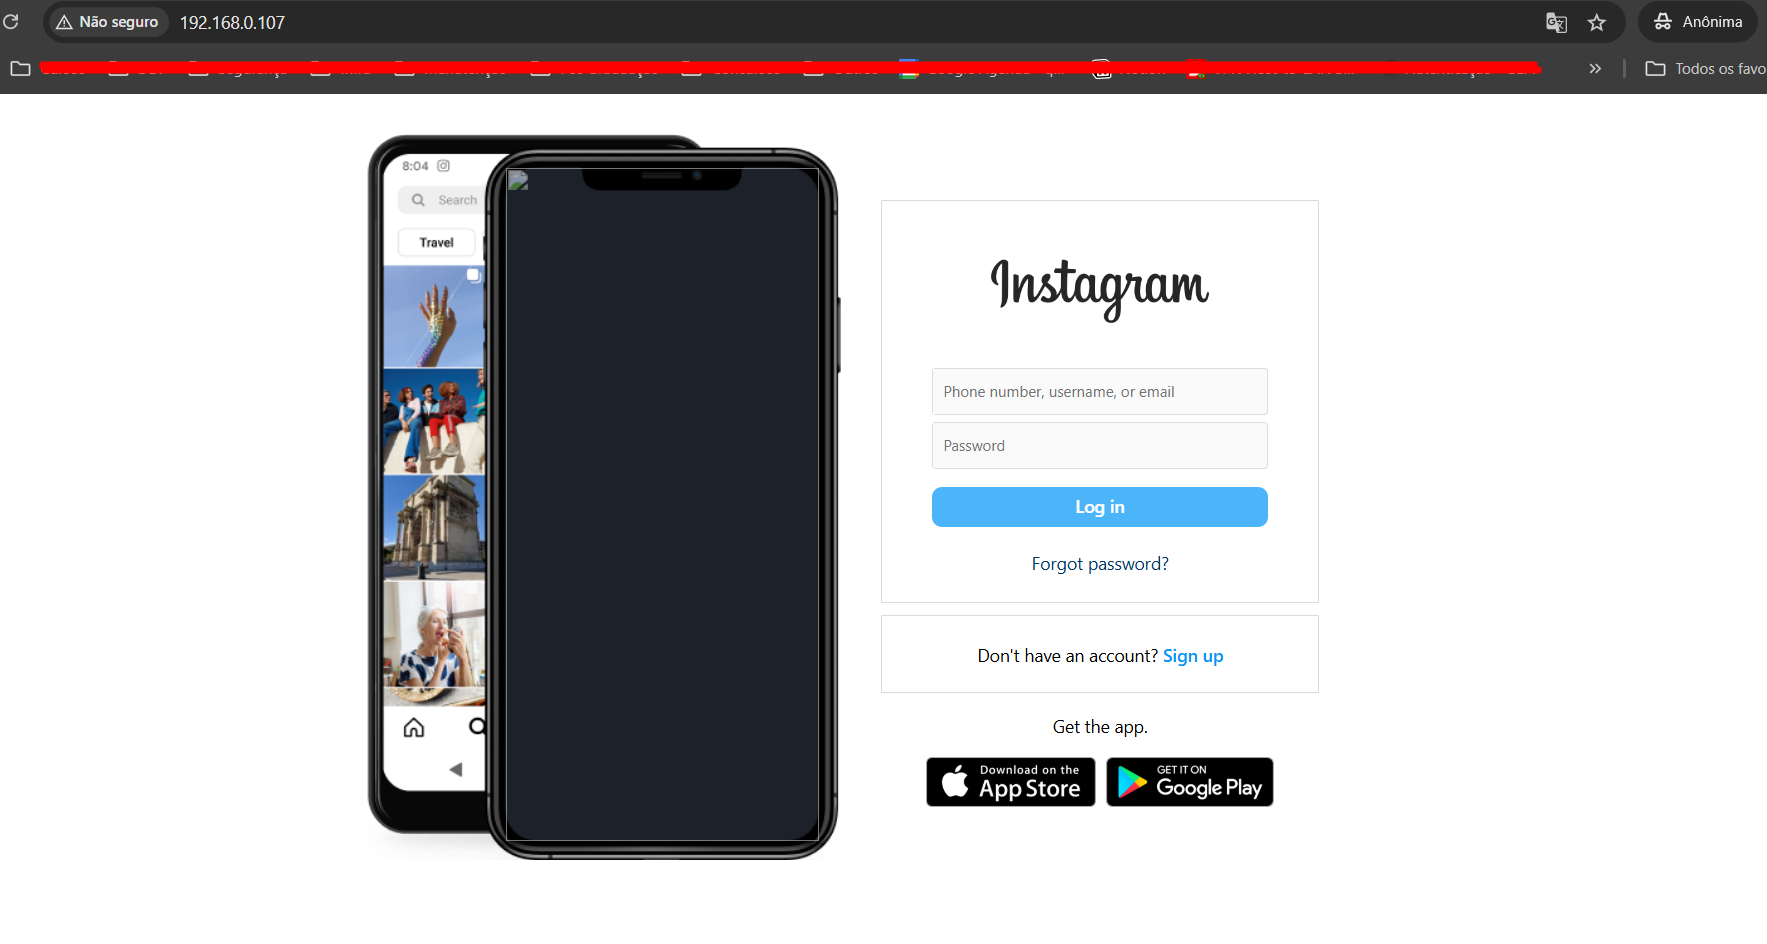 Não seguro 192.168.0.107 Anônima
Todos os favo
8:04
Search
Travel
Instagram
Phone number, username, or email
Password
Log in
Forgot password?
Don't have an account? Sign up
Get the app.
Download on the
App Store
GET IT ON
Google Play